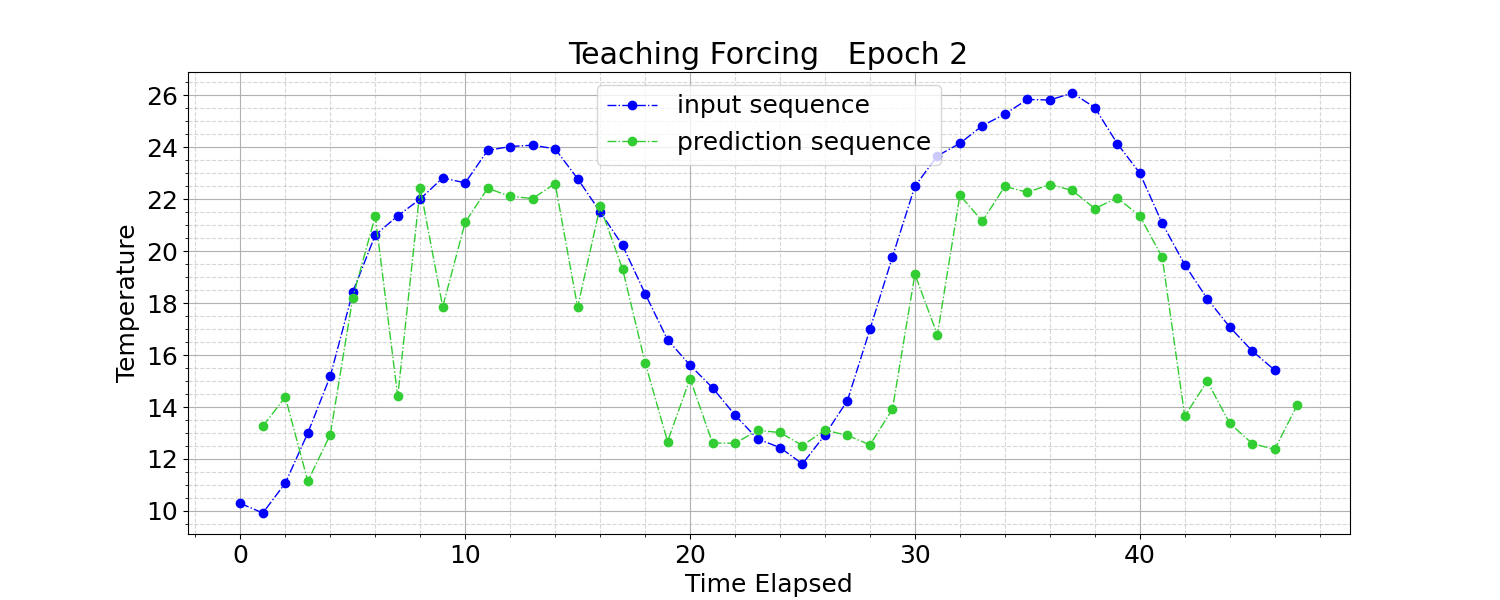 Teaching Forcing   Epoch 2
input sequence
prediction sequence
26
24
22
20
18
16
14
12
10
Temperature
0 10 20 30 40
Time Elapsed